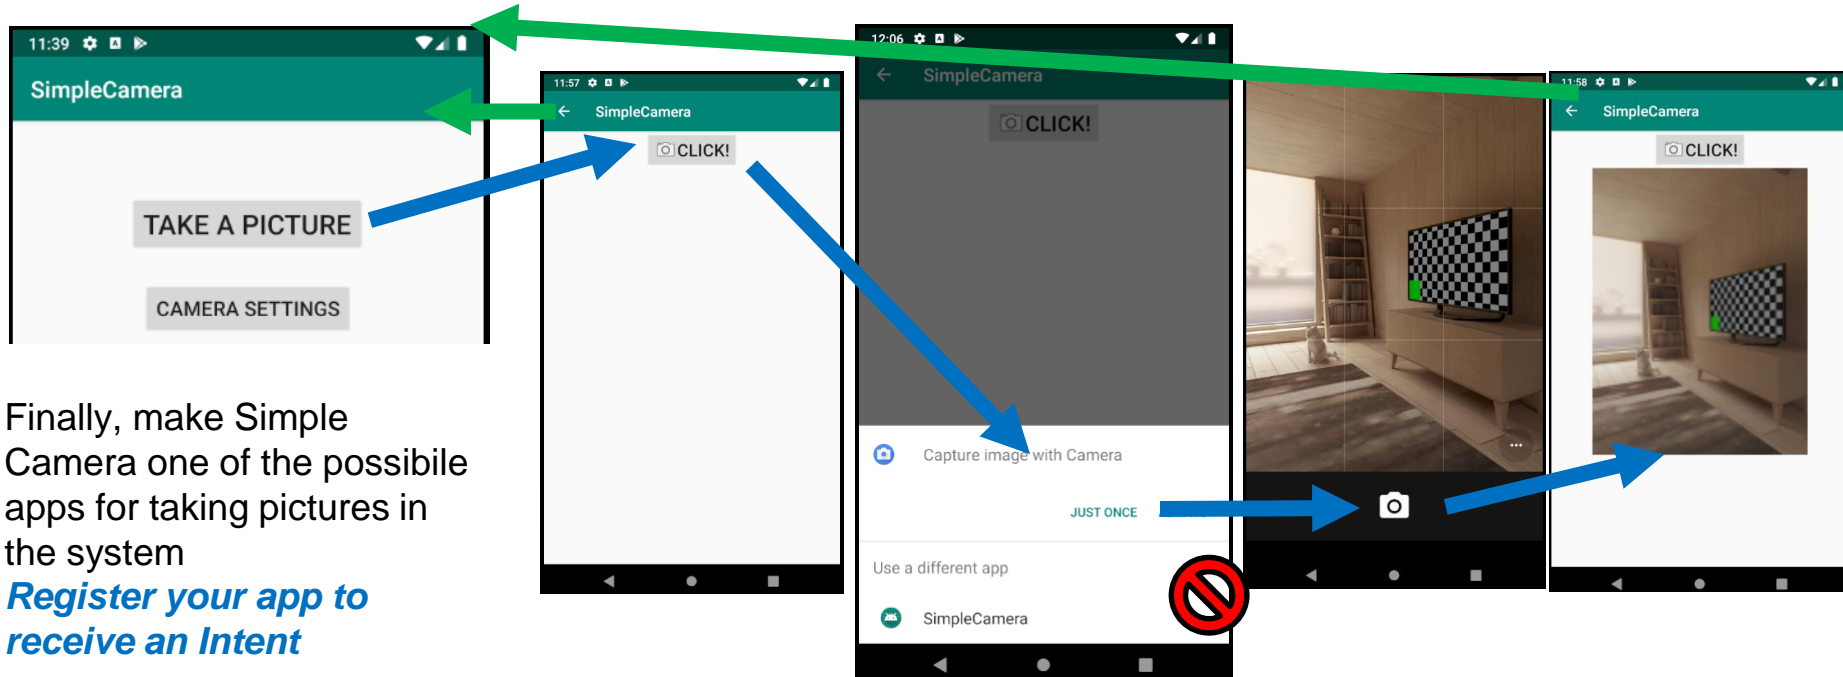 11:39
SimpleCamera
TAKE A PICTURE
CAMERA SETTINGS
Finally, make Simple
Camera one of the possibile
apps for taking pictures in
the system
Register your app to
receive an Intent
11:57
SimpleCamera
CLICK!
12:06
SimpleCamera
CLICK!
Capture image with Camera
JUST ONCE
Use a different app
SimpleCamera
11:58
SimpleCamera
CLICK!